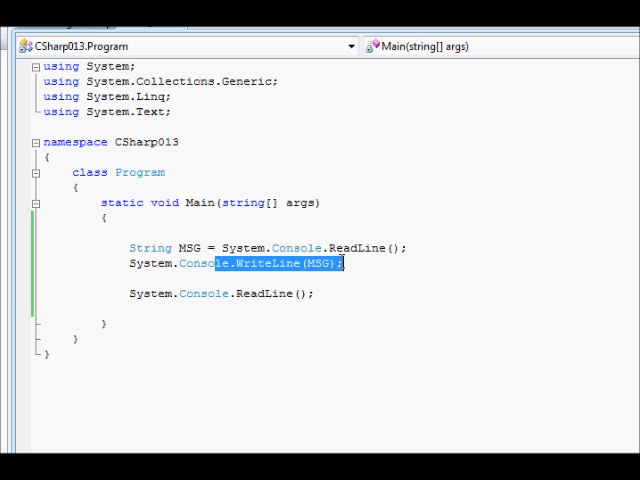 CSharp013.Program
Main(string[] args)
using System;
using System.Collections.Generic;
using System.Linq;
using System.Text;
namespace CSharp013
{
class Program
{
static void Main(string[] args)
{
String MSG = System.Console.ReadLine();
System.Console.WriteLine(MSG);
System.Console.ReadLine();
}
}
}